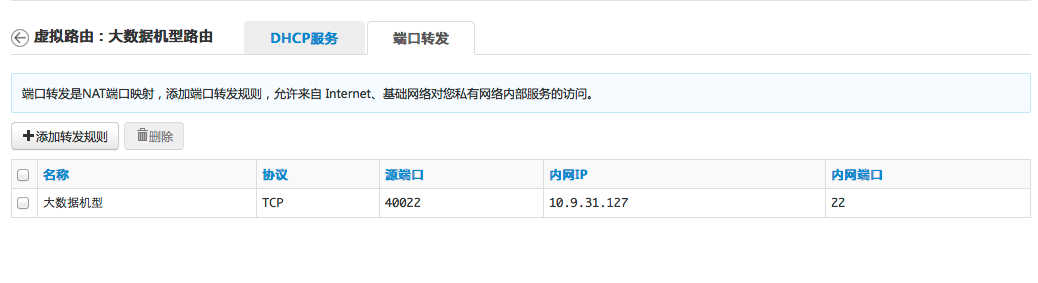 虚拟路由：大数据机型路由 DHCP服务 端口转发
端口转发是NAT端口映射，添加端口转发规则，允许来自 Internet、基础网络对您私有网络内部服务的访问。
添加转发规则 删除
名称 协议 源端口 内网IP 内网端口
大数据机型 TCP 40022 10.9.31.127 22